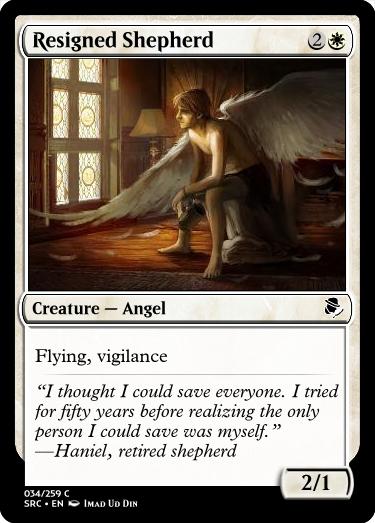 Resigned Shepherd 2
Creature — Angel
Flying, vigilance
“I thought I could save everyone. I tried
for fifty years before realizing the only
person I could save was myself.”
—Haniel, retired shepherd
034/259 C
SRC • EN Imad Ud Din
2/1